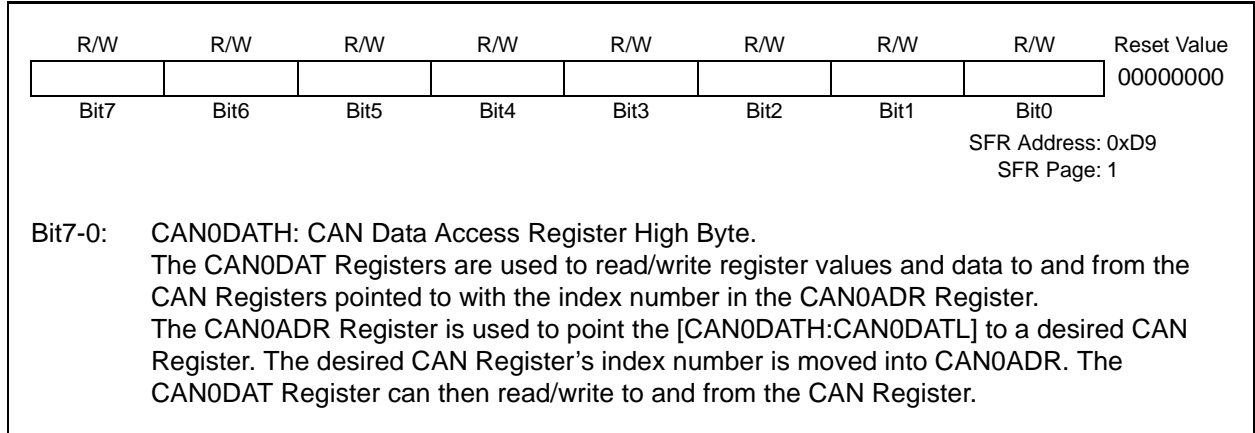 R/W R/W R/W R/W R/W R/W R/W R/W Reset Value
00000000
Bit7 Bit6 Bit5 Bit4 Bit3 Bit2 Bit1 Bit0
SFR Address: 0xD9
SFR Page: 1
Bit7-0: CAN0DATH: CAN Data Access Register High Byte.
The CAN0DAT Registers are used to read/write register values and data to and from the
CAN Registers pointed to with the index number in the CAN0ADR Register.
The CAN0ADR Register is used to point the [CAN0DATH:CAN0DATL] to a desired CAN
Register. The desired CAN Register’s index number is moved into CAN0ADR. The
CAN0DAT Register can then read/write to and from the CAN Register.